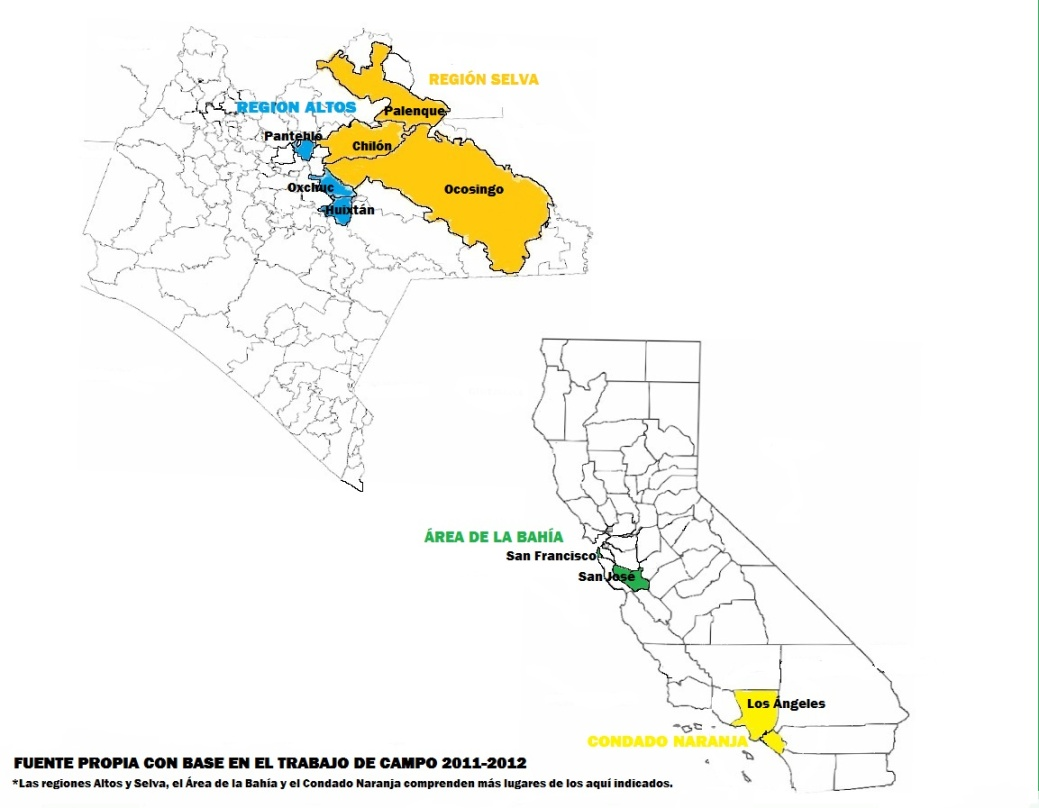 REGIÓN SELVA
REGION ALTOS
Palenque
Pantehló
Chilón
Oxchuc
Ocosingo
Huixtán
ÁREA DE LA BAHÍA
San Francisco
San José
Los Ángeles
CONDADO NARANJA
FUENTE PROPIA CON BASE EN EL TRABAJO DE CAMPO 2011-2012
*Las regiones Altos y Selva, el Área de la Bahía y el Condado Naranja comprenden más lugares de los aquí indicados.